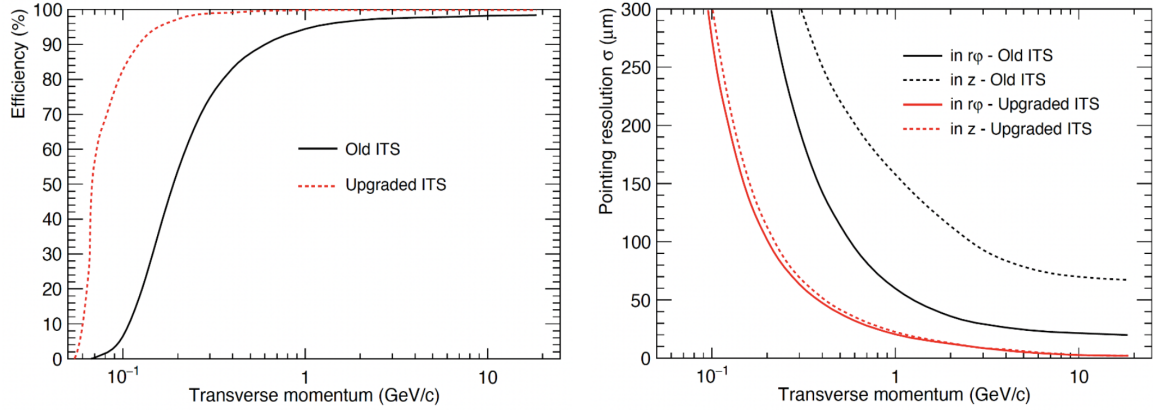 Efficiency (%)
100
90
80
70
60
50
40
30
20
10
0
Old ITS
Upgraded ITS
10⁻¹
1
10
Transverse momentum (GeV/c)
Pointing resolution σ (μm)
300
250
200
150
100
50
0
in rφ - Old ITS
in z - Old ITS
in rφ - Upgraded ITS
in z - Upgraded ITS
10⁻¹
1
10
Transverse momentum (GeV/c)